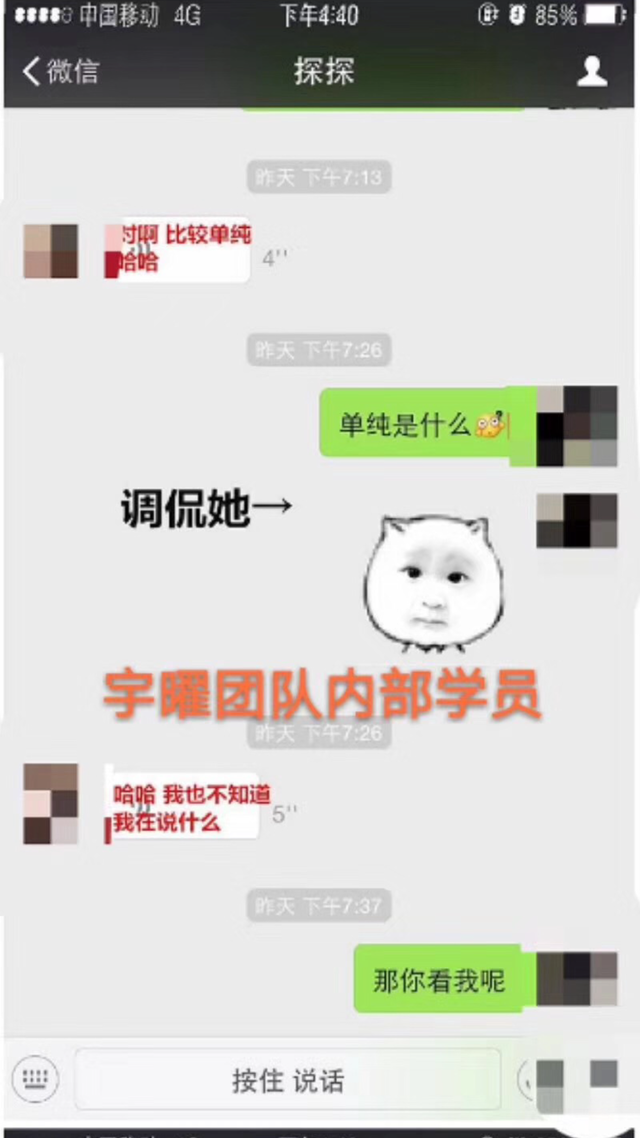 中国移动 4G 下午4:40 85%
微信 探探
昨天 下午7:13
对啊 比较单纯
哈哈
4''
昨天 下午7:26
单纯是什么
调侃她→
宇曜团队内部学员
昨天 下午7:26
哈哈 我也不知道
我在说什么
5''
昨天 下午7:37
那你看我呢
按住 说话